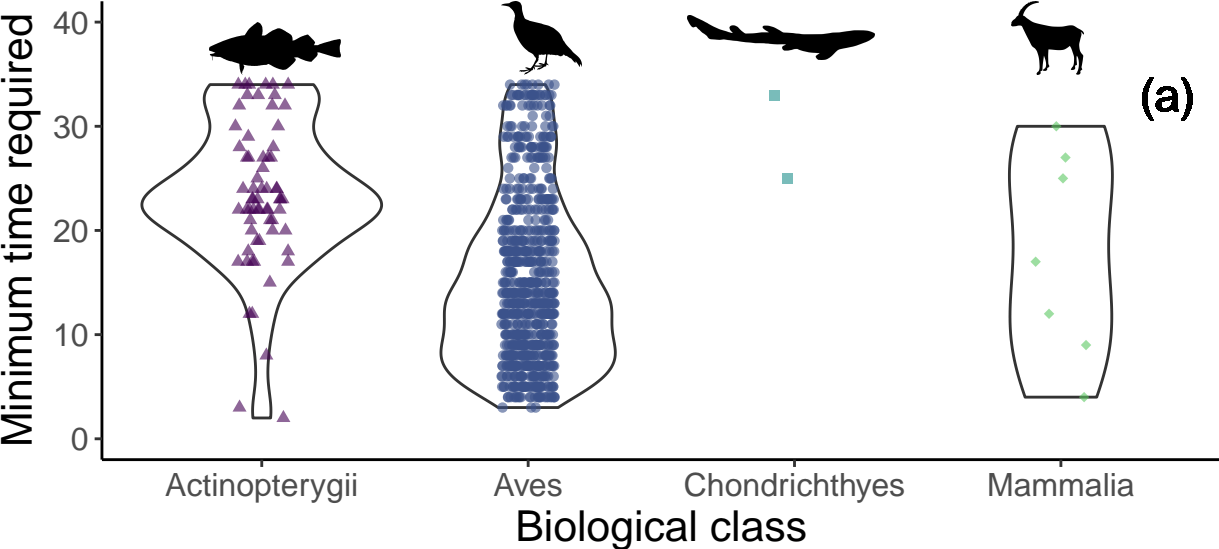 Minimum time required
40
30
20
10
0
(a)
Actinopterygii Aves Chondrichthyes Mammalia
Biological class